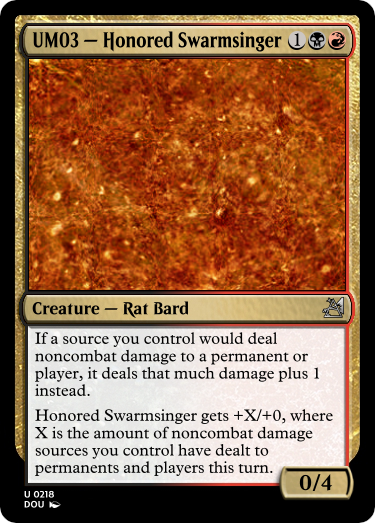 UM03 — Honored Swarmsinger 1
Creature — Rat Bard
If a source you control would deal
noncombat damage to a permanent or
player, it deals that much damage plus 1
instead.
Honored Swarmsinger gets +X/+0, where
X is the amount of noncombat damage
sources you control have dealt to
permanents and players this turn.
0/4
U 0218
DOU